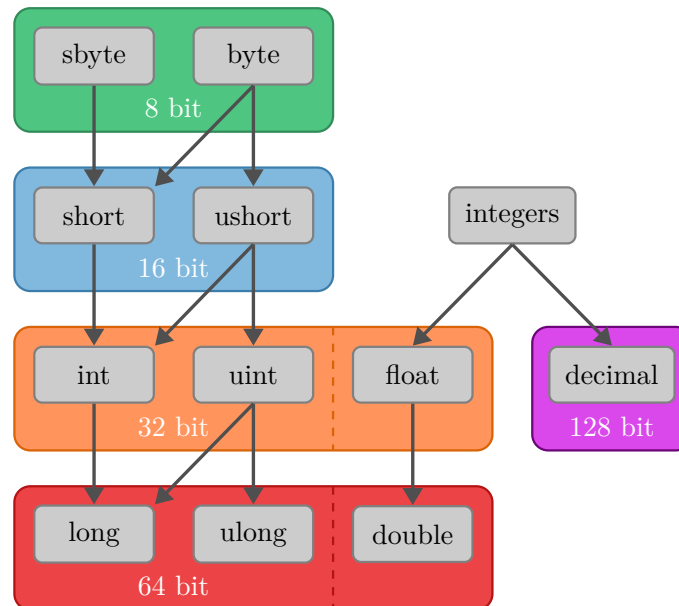 sbyte byte
8 bit
short ushort integers
16 bit
int uint float decimal
32 bit 128 bit
long ulong double
64 bit